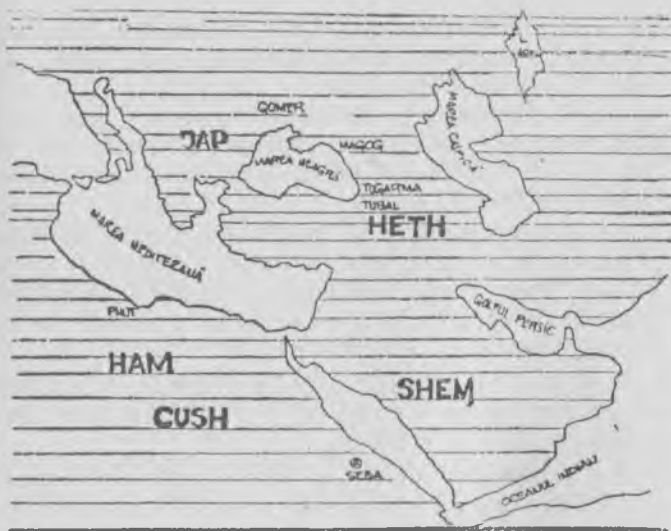 L.
GOMER
JAP
MAGOG
MAREA NEAGRĂ
MAREA CASPICĂ
TOGARMA
TUBAL
HETH
MAREA MEDITERANĂ
GOLFUL PERSIC
PHUT
HAM
SHEM
CUSH
SEBA
OCEANUL INDIAN